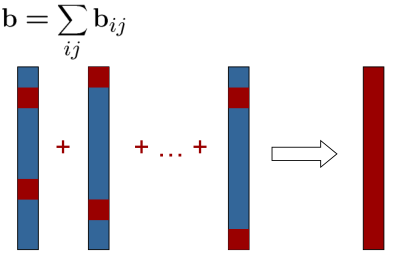 b = ∑ b_{ij}
ij
+ + ... +